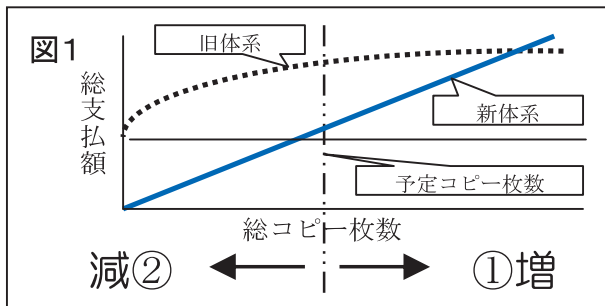 図1
旧体系
総支払額
新体系
予定コピー枚数
総コピー枚数
減②
①増